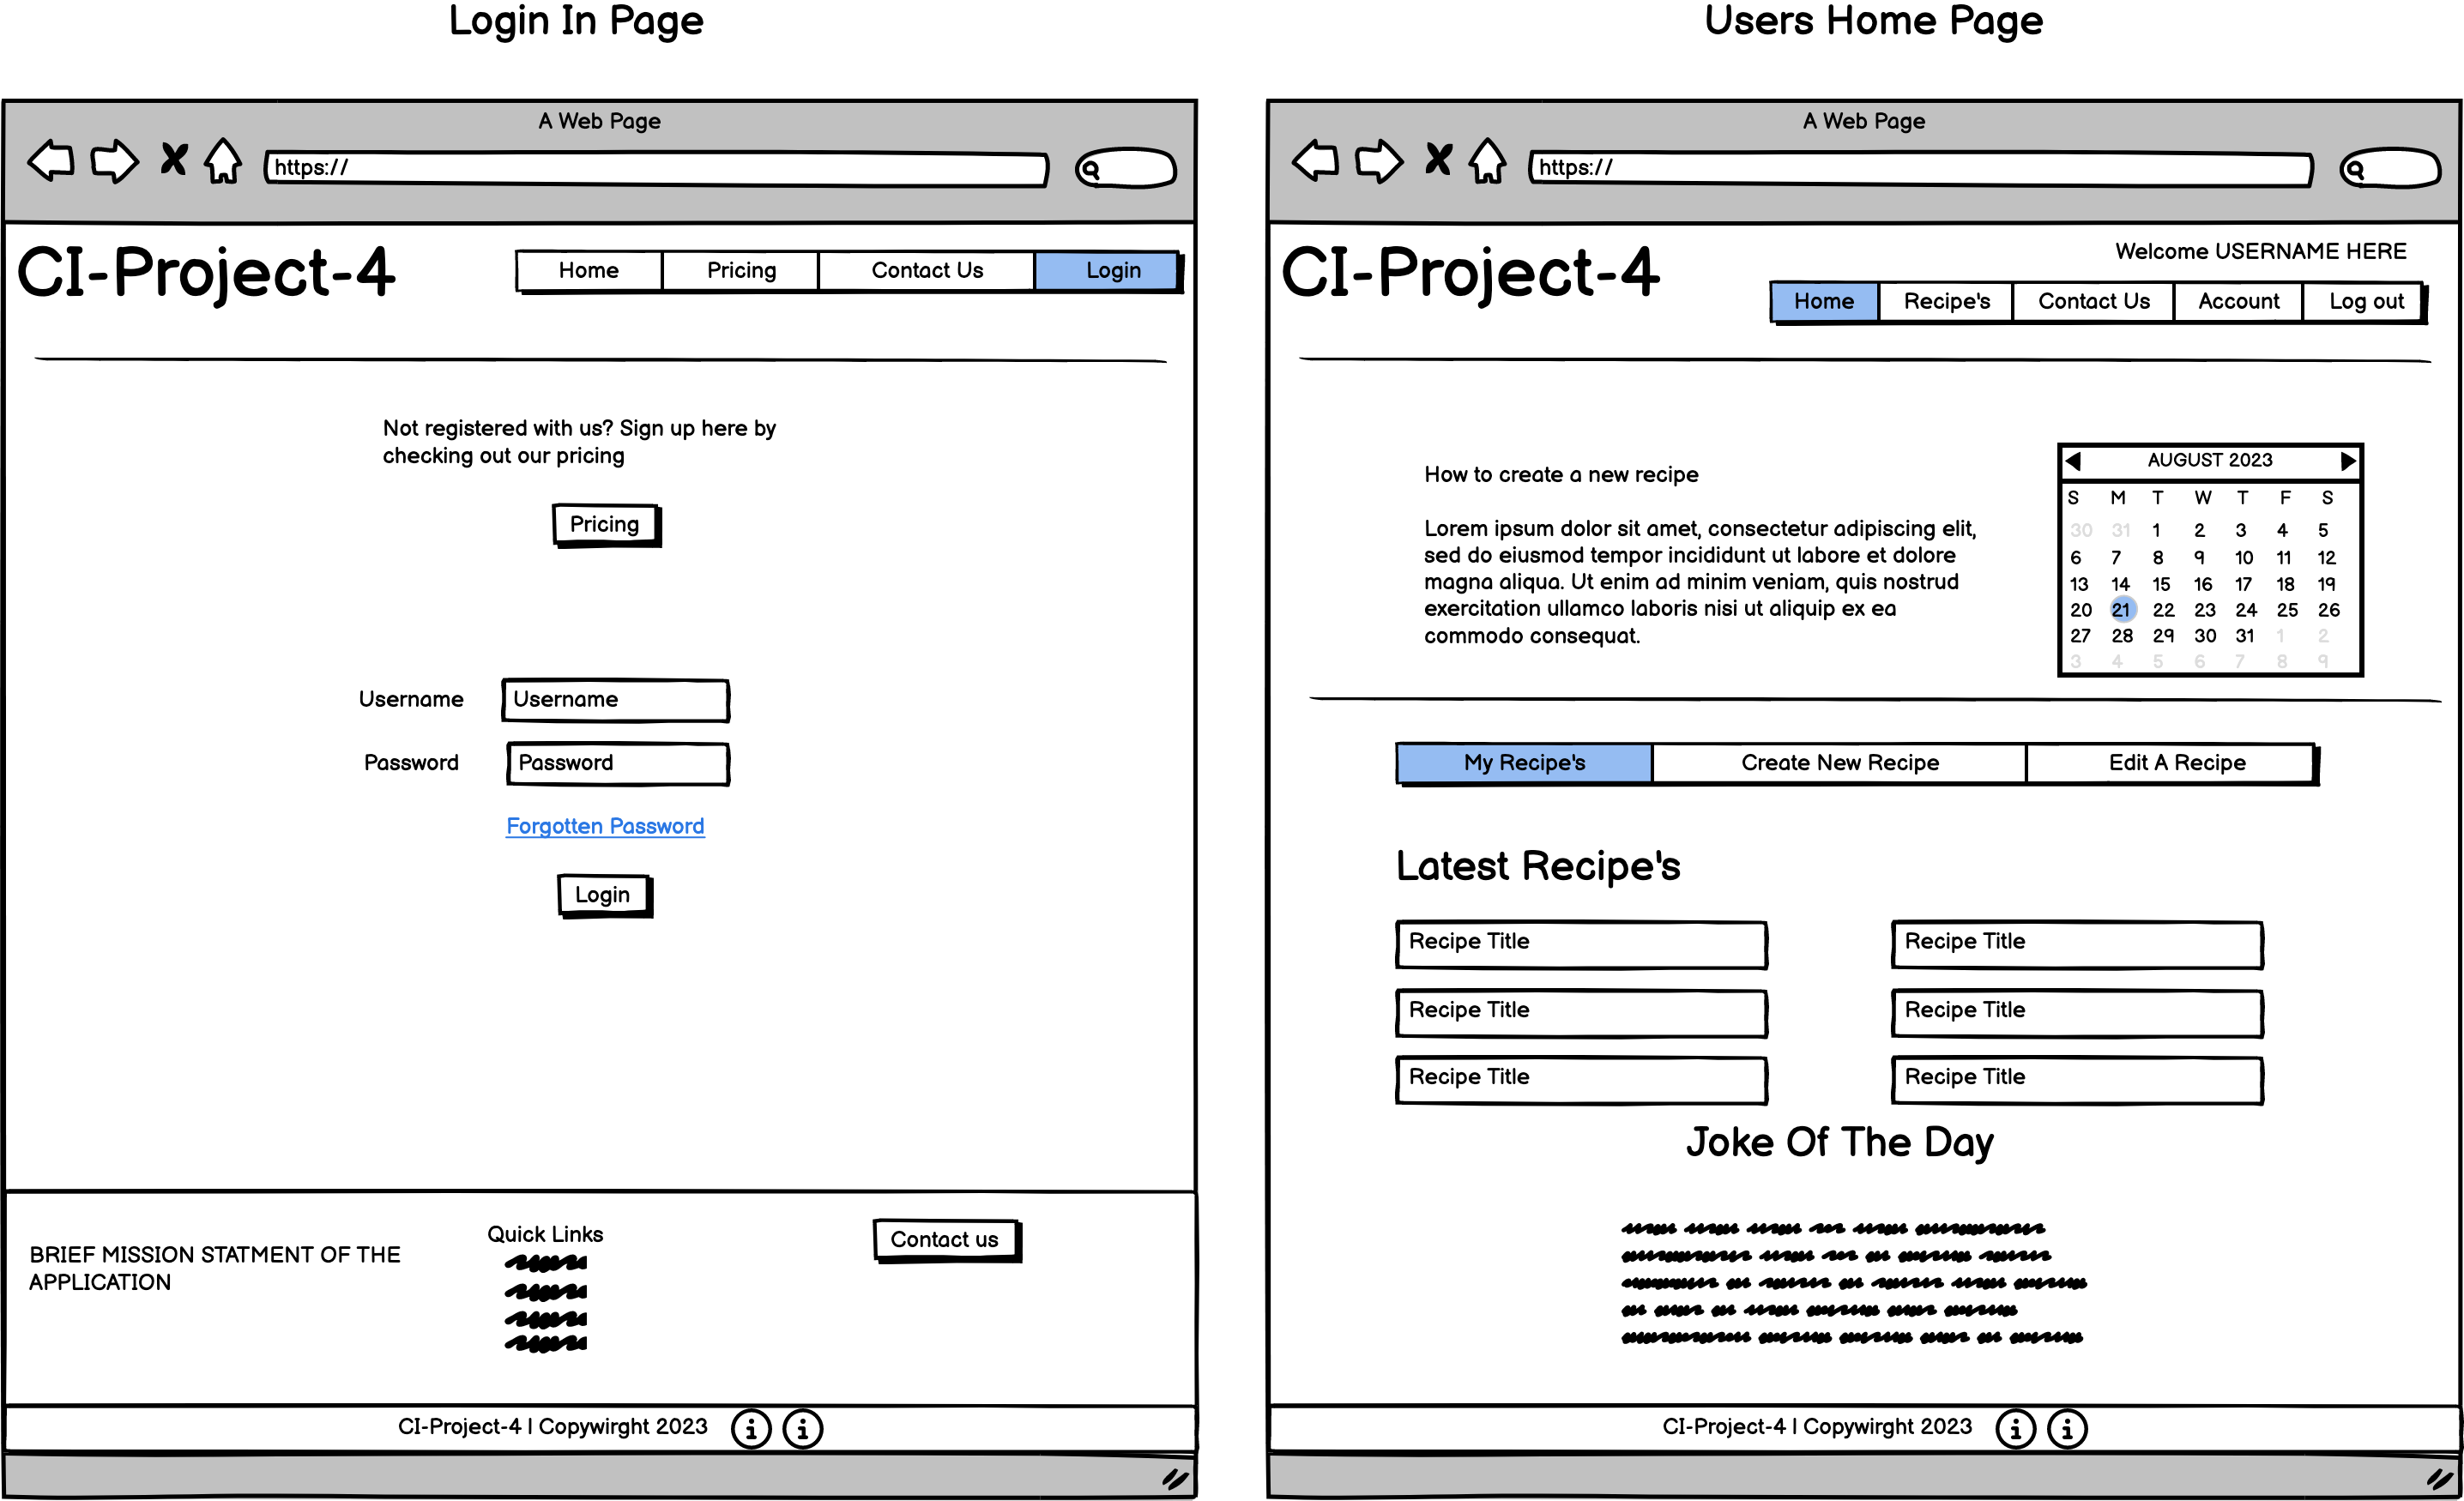 Login In Page
A Web Page
https://
CI-Project-4
Home Pricing Contact Us Login
Not registered with us? Sign up here by
checking out our pricing
Pricing
Username Username
Password Password
Forgotten Password
Login
BRIEF MISSION STATMENT OF THE
APPLICATION
Quick Links
Contact us
CI-Project-4 | Copywirght 2023
Users Home Page
A Web Page
https://
CI-Project-4
Welcome USERNAME HERE
Home Recipe's Contact Us Account Log out
How to create a new recipe
Lorem ipsum dolor sit amet, consectetur adipiscing elit,
sed do eiusmod tempor incididunt ut labore et dolore
magna aliqua. Ut enim ad minim veniam, quis nostrud
exercitation ullamco laboris nisi ut aliquip ex ea
commodo consequat.
AUGUST 2023
S M T W T F S
30 31 1 2 3 4 5
6 7 8 9 10 11 12
13 14 15 16 17 18 19
20 21 22 23 24 25 26
27 28 29 30 31 1 2
3 4 5 6 7 8 9
My Recipe's Create New Recipe Edit A Recipe
Latest Recipe's
Recipe Title Recipe Title
Recipe Title Recipe Title
Recipe Title Recipe Title
Joke Of The Day
CI-Project-4 | Copywirght 2023